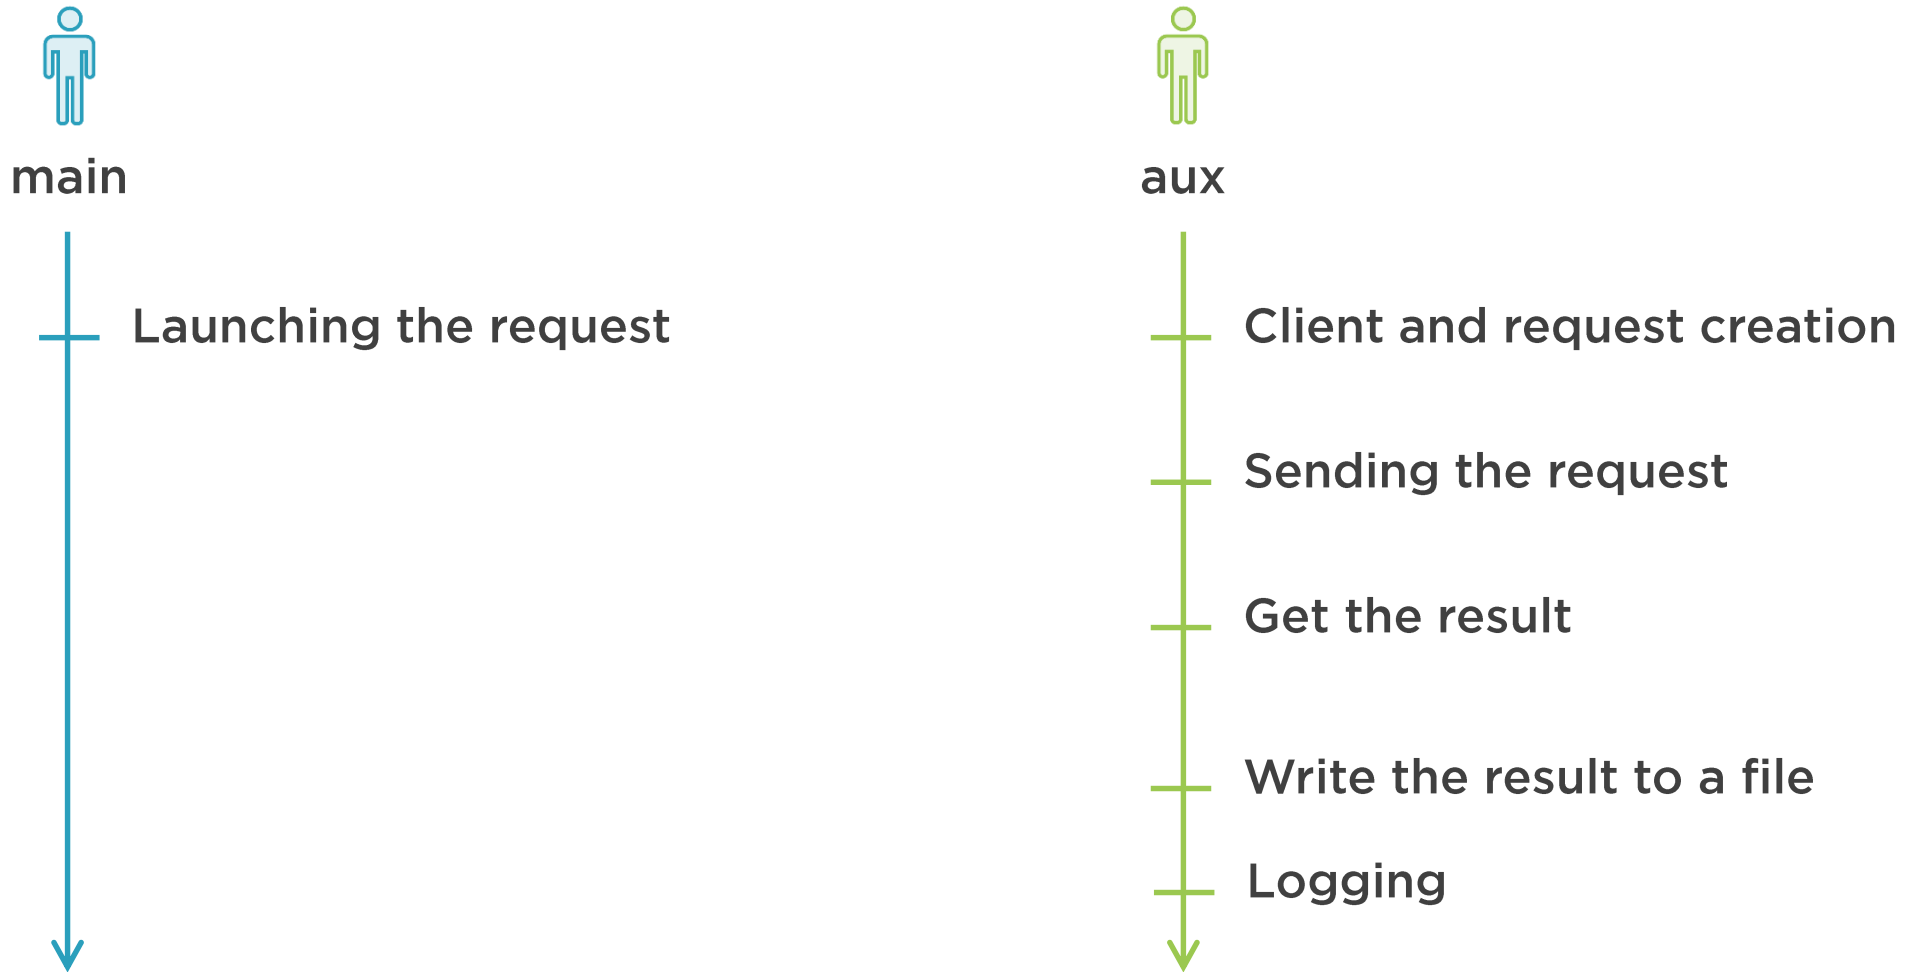 main
aux
Launching the request
Client and request creation
Sending the request
Get the result
Write the result to a file
Logging